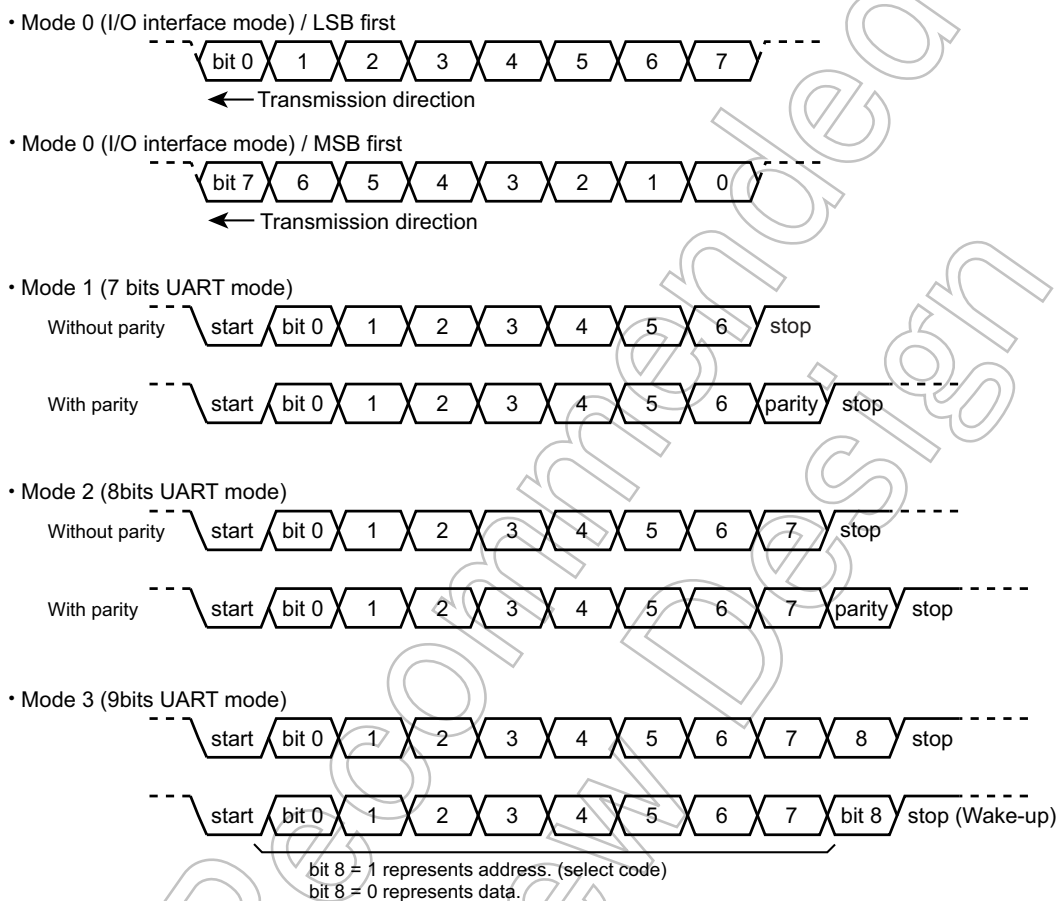 ・Mode 0 (I/O interface mode) / LSB first
bit 0 1 2 3 4 5 6 7
Transmission direction
・Mode 0 (I/O interface mode) / MSB first
bit 7 6 5 4 3 2 1 0
Transmission direction
・Mode 1 (7 bits UART mode)
Without parity start bit 0 1 2 3 4 5 6 stop
With parity start bit 0 1 2 3 4 5 6 parity stop
・Mode 2 (8bits UART mode)
Without parity start bit 0 1 2 3 4 5 6 7 stop
With parity start bit 0 1 2 3 4 5 6 7 parity stop
・Mode 3 (9bits UART mode)
start bit 0 1 2 3 4 5 6 7 8 stop
start bit 0 1 2 3 4 5 6 7 bit 8 stop (Wake-up)
bit 8 = 1 represents address. (select code)
bit 8 = 0 represents data.
Recommended
ew Design